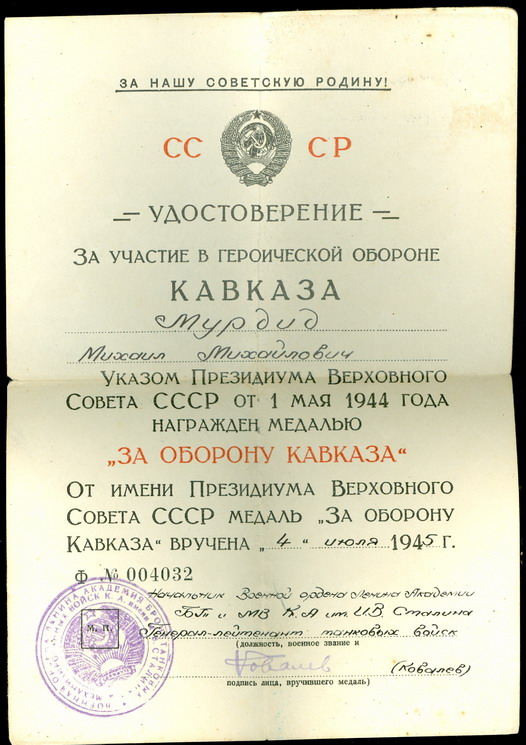 ЗА НАШУ СОВЕТСКУЮ РОДИНУ!
СС СР
УДОСТОВЕРЕНИЕ
ЗА УЧАСТИЕ В ГЕРОИЧЕСКОЙ ОБОРОНЕ
КАВКАЗА
Мурдид
Михаил Михайлович
УКАЗОМ ПРЕЗИДИУМА ВЕРХОВНОГО
СОВЕТА СССР ОТ 1 МАЯ 1944 ГОДА
НАГРАЖДЕН МЕДАЛЬЮ
„ЗА ОБОРОНУ КАВКАЗА“
ОТ ИМЕНИ ПРЕЗИДИУМА ВЕРХОВНОГО
СОВЕТА СССР МЕДАЛЬ „ЗА ОБОРОНУ
КАВКАЗА“ ВРУЧЕНА „4“ июля 1945 Г.
Ф № 004032
Начальник Военной ордена Ленина Академии
БТ и МВ К.А им. И.В. Сталина
Генерал-лейтенант танковых войск
(должность, военное звание и
Ковалев (Ковалев)
подпись лица, вручившего медаль)
М. П.